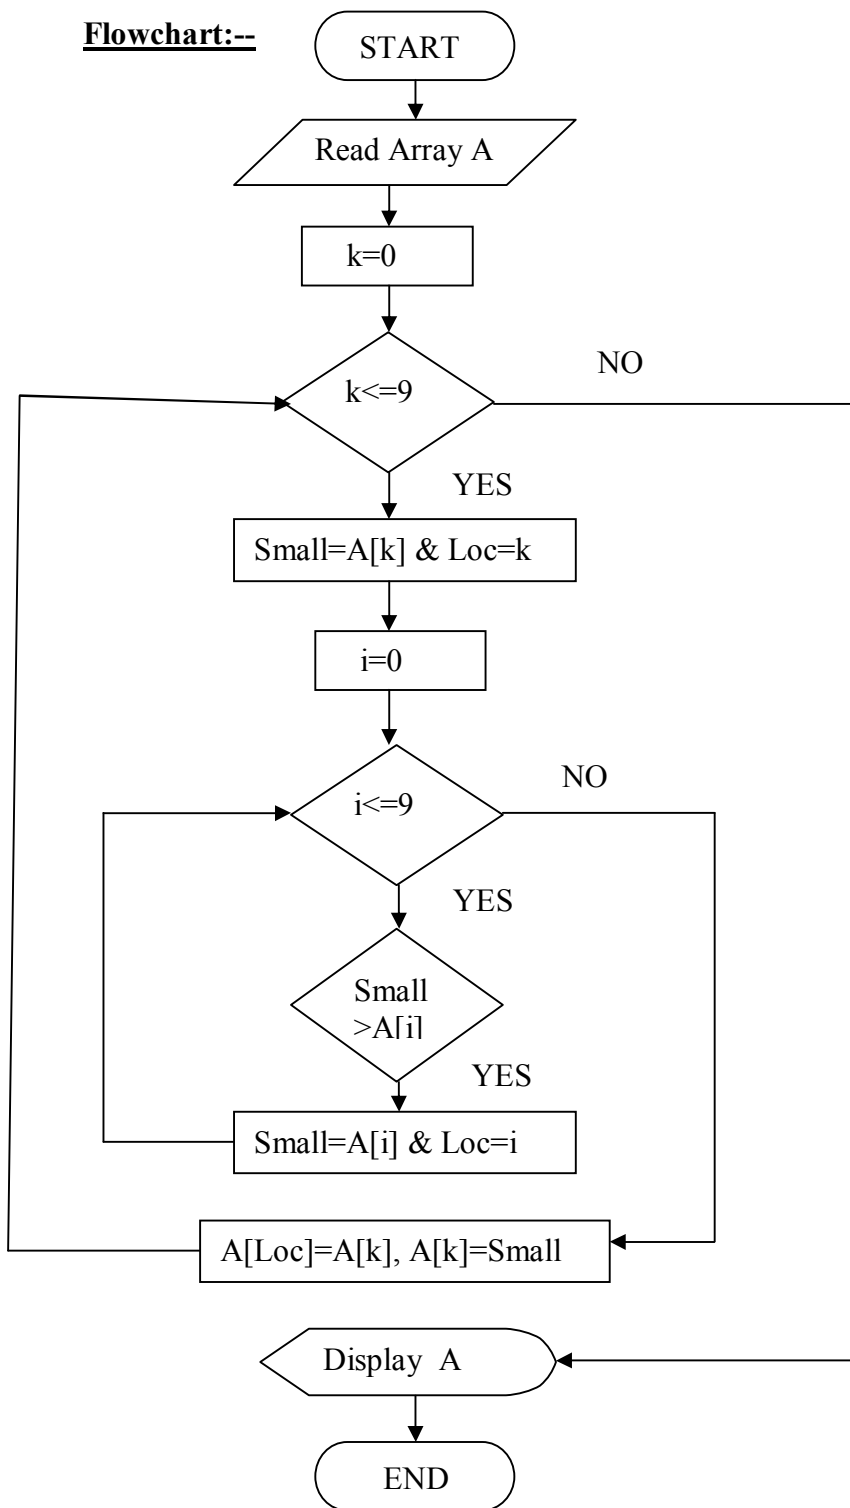 Flowchart:--
START
Read Array A
k=0
k<=9
NO
YES
Small=A[k] & Loc=k
i=0
i<=9
NO
YES
Small
>A[i]
YES
Small=A[i] & Loc=i
A[Loc]=A[k], A[k]=Small
Display A
END